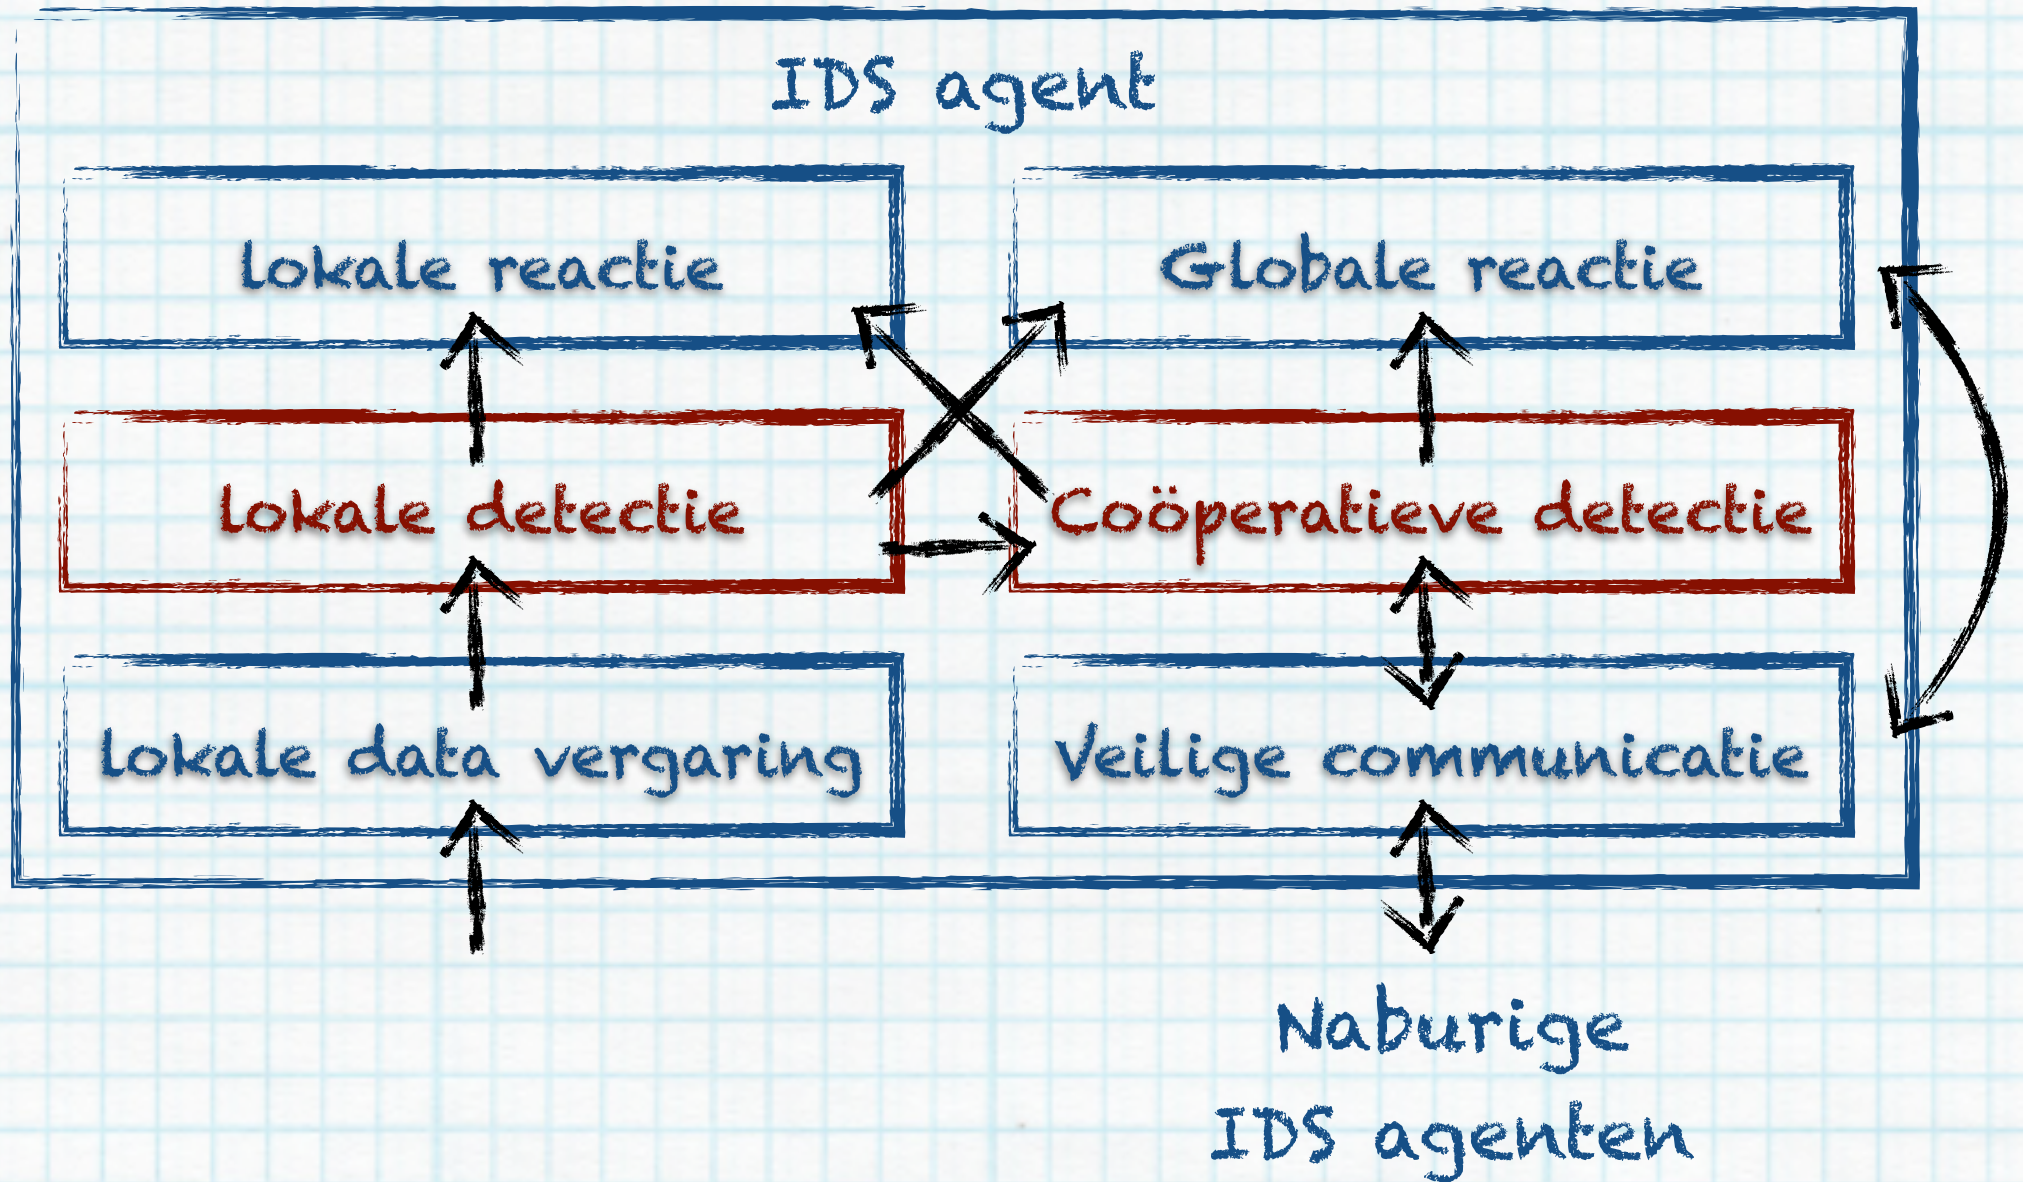 IDS agent
lokale reactie
Globale reactie
lokale detectie
Coöperatieve detectie
lokale data vergaring
Veilige communicatie
Naburige
IDS agenten